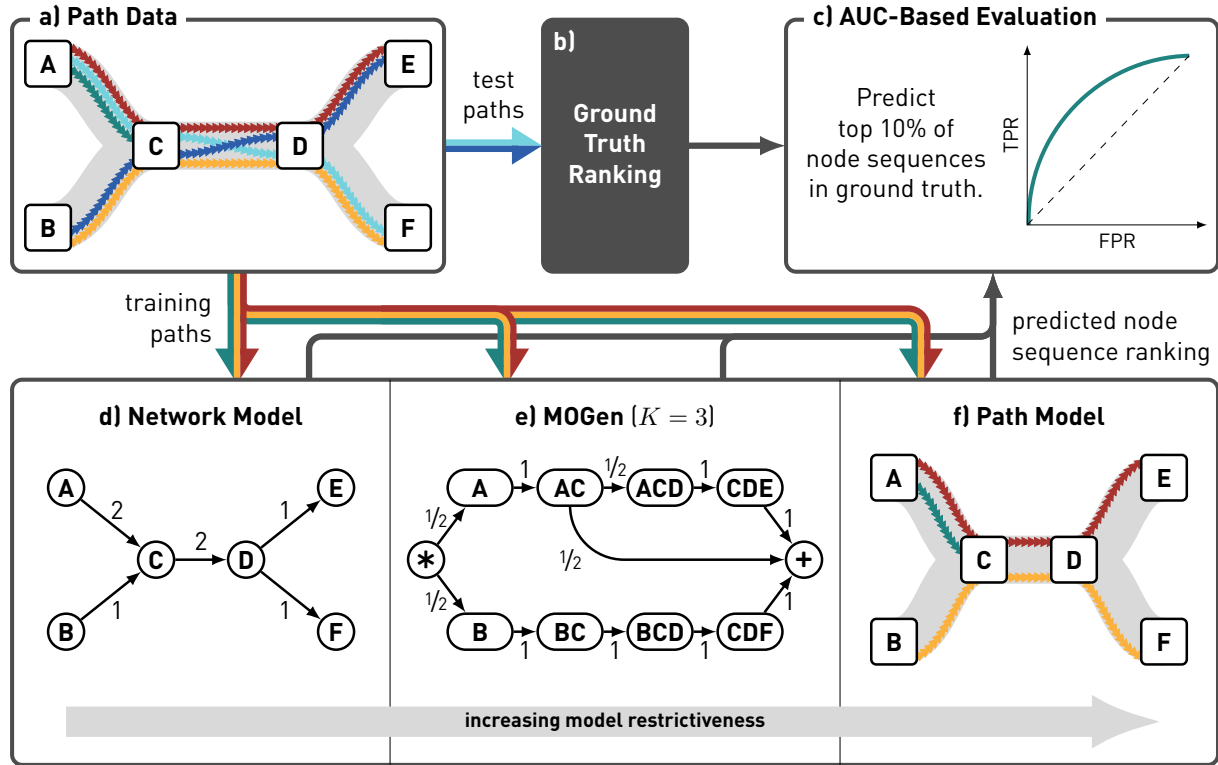 a) Path Data
A
B
C
D
E
F
test
paths
b)
Ground
Truth
Ranking
c) AUC-Based Evaluation
Predict
top 10% of
node sequences
in ground truth.
TPR
FPR
training
paths
predicted node
sequence ranking
d) Network Model
A
B
C
D
E
F
2
1
2
1
1
e) MOGen (K = 3)
*
1/2
1/2
A
1
AC
1/2
ACD
1
CDE
1
1/2
+
B
1
BC
1
BCD
1
CDF
1
f) Path Model
A
B
C
D
E
F
increasing model restrictiveness